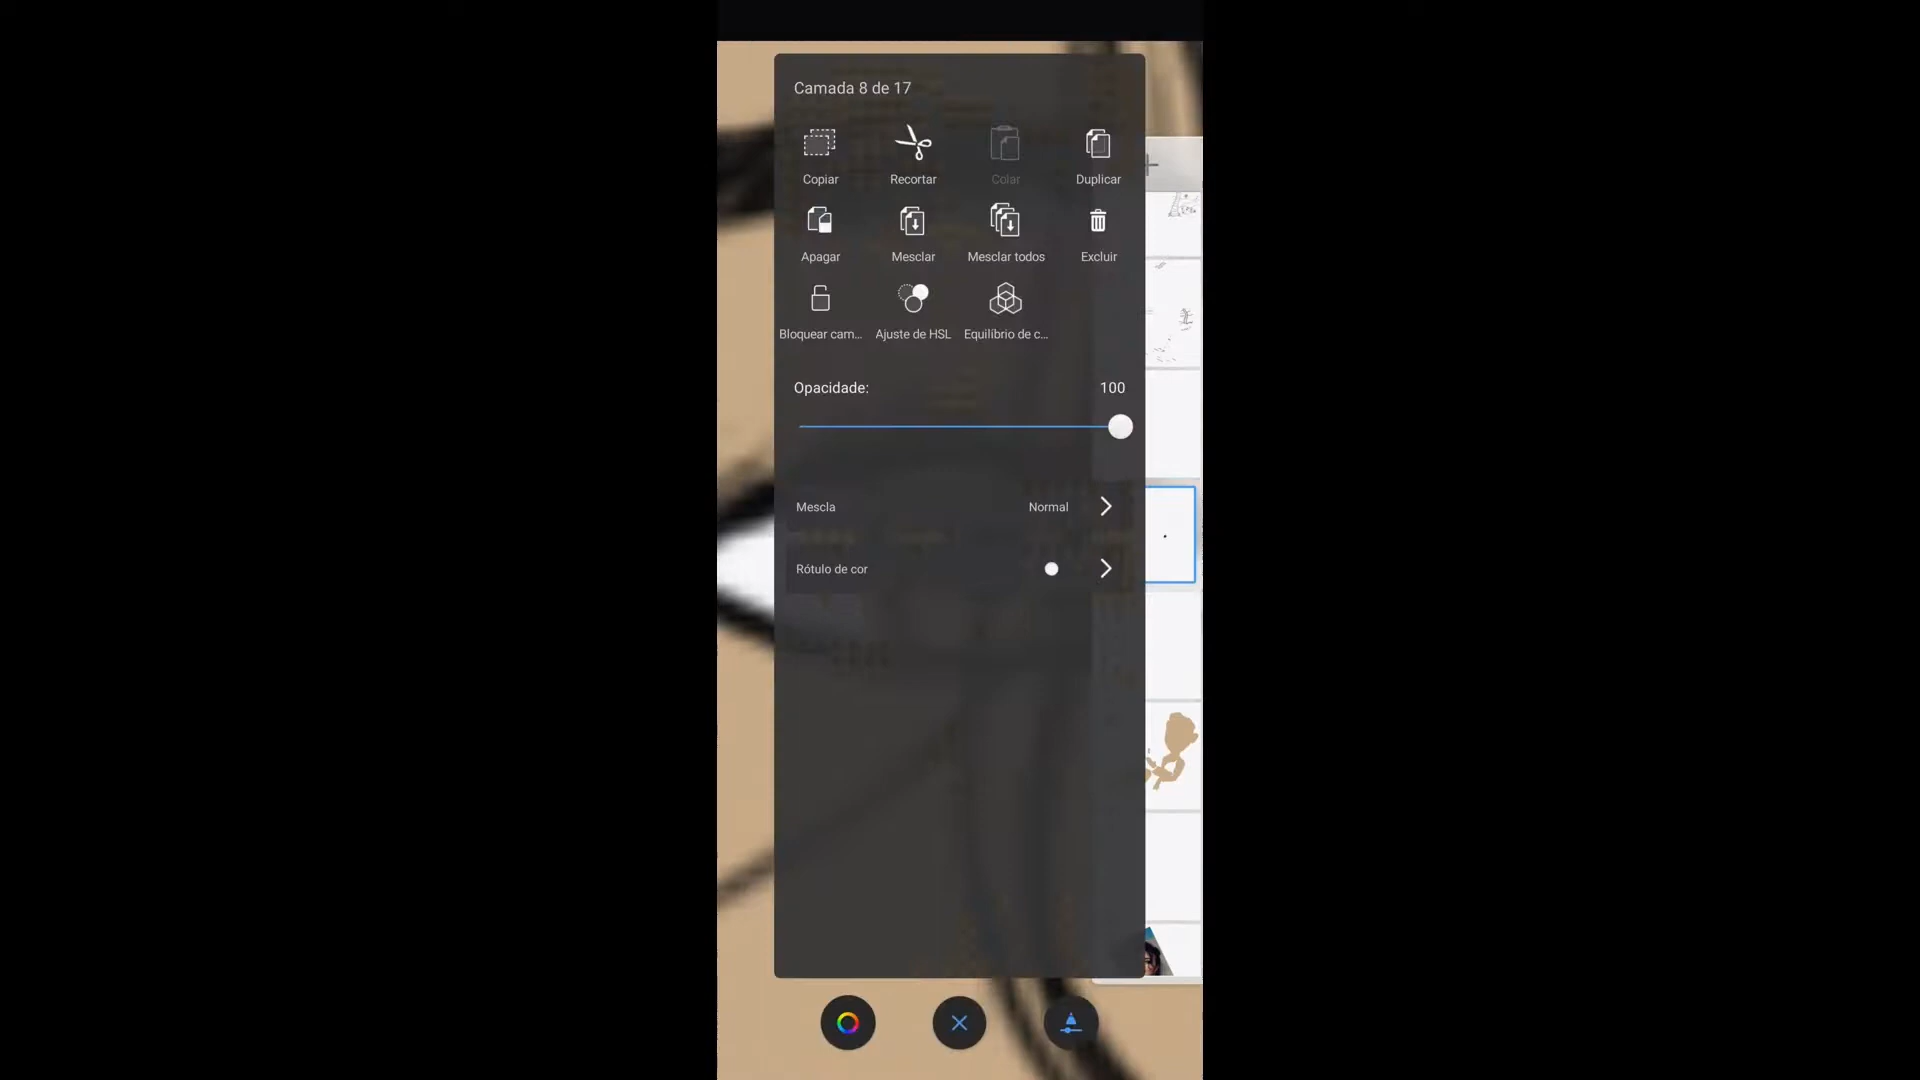 Camada 8 de 17
Copiar Recortar Colar Duplicar
Apagar Mesclar Mesclar todos Excluir
Bloquear cam... Ajuste de HSL Equilíbrio de c...
Opacidade: 100
Mescla Normal
Rótulo de cor